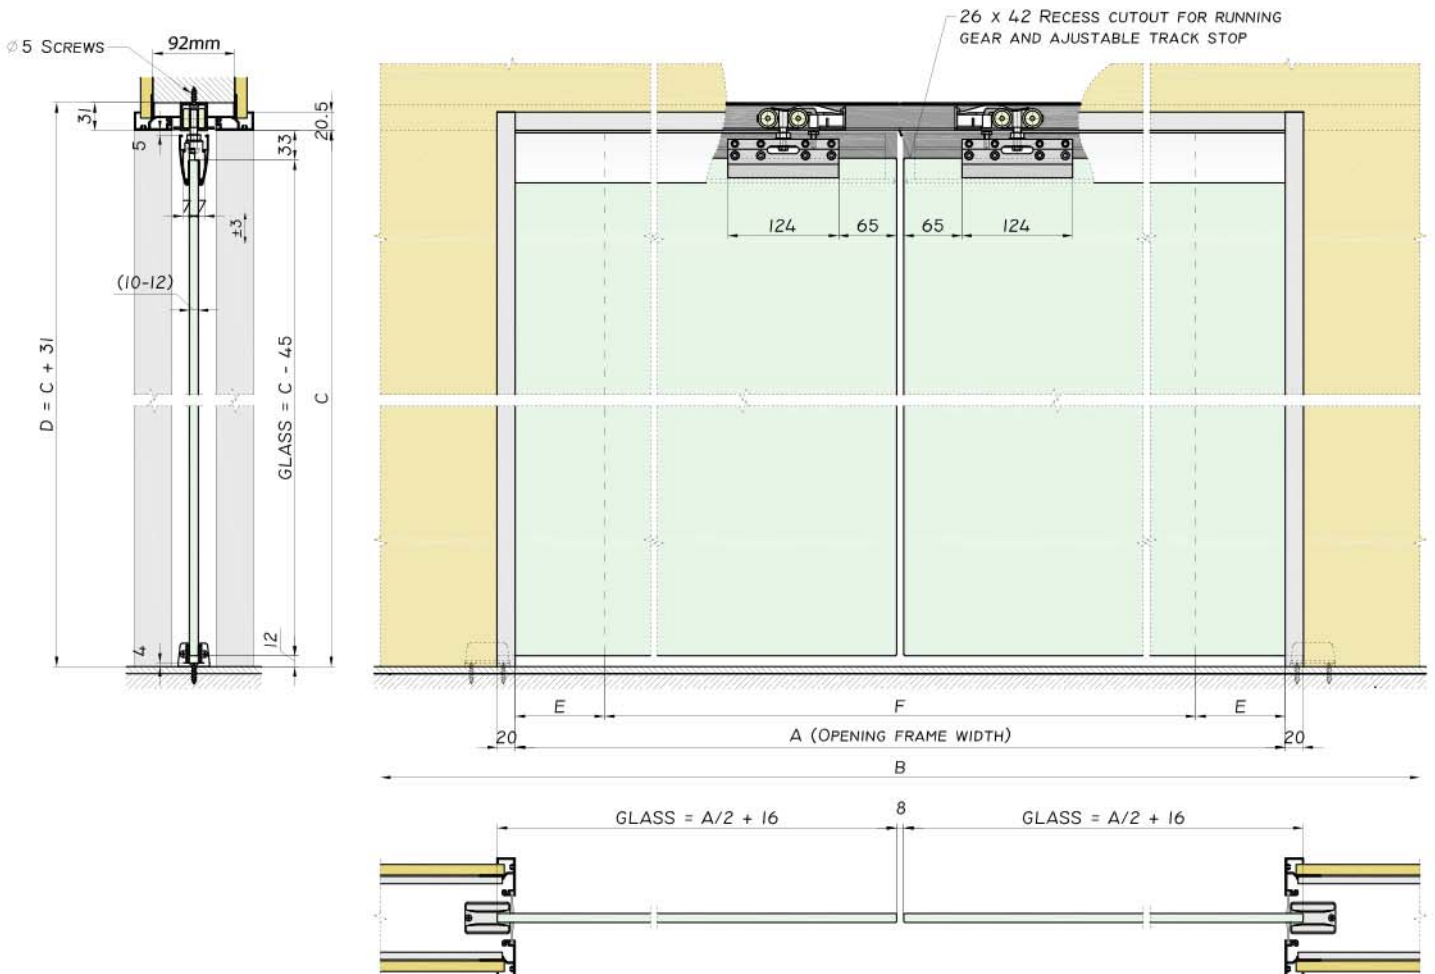 26 x 42 RECESS CUTOUT FOR RUNNING
GEAR AND AJUSTABLE TRACK STOP
Ø 5 SCREWS
92mm
31
20.5
5
33
7 7
±3
124
65
65
124
(10-12)
D = C + 31
GLASS = C - 45
C
4
12
E
F
E
20
A (OPENING FRAME WIDTH)
20
B
GLASS = A/2 + 16
8
GLASS = A/2 + 16